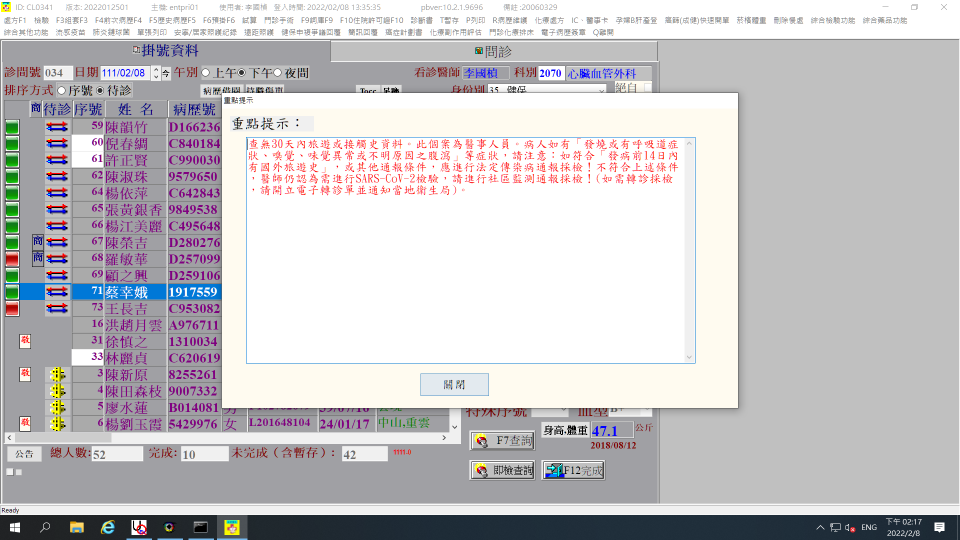 ID: CL0341 版本: 2022012501 主機: entpri01 使用者: 李國楨 登入時間: 2022/02/08 13:35:35 pbver:10.2.1.9696 備註: 20060329
處方F1 檢驗 F3組套F3 F4前次病歷F4 F5歷史病歷F5 F6預後F6 試算 門診手術 F9詞庫F9 F10住院許可證F10 診斷書 T暫存 P列印 R病歷維護 化療處方 IC、醫事卡 孕婦B肝產登 高輔(減健)快速開單 菸檳體重 刪除餐處 綜合檢驗功能 綜合藥品功能
綜合其他功能 流感疫苗 肺炎鏈球菌 單張列印 安寧/居家照護紀錄 遠距照護 健保申復爭議回覆 簡訊回覆 癌症計劃書 化療副作用評估 門診化療排床 電子病歷簽章 Q離開
掛號資料
問診
診間號 034 日期 111/02/08 今 午別 上午 下午 夜間
看診醫師 李國楨 科別 2070 心臟血管外科
排序方式 序號 待診
身份別 35 健保
商 待診 序號 姓 名 病歷號
59 陳韻竹 D166236
60 倪春綢 C840184
61 許正賢 C990030
62 陳淑珠 9579650
64 楊依萍 C642843
65 張黃銀香 9849538
66 楊江美麗 C495648
商 67 陳榮吉 D280276
商 68 羅敏華 D257099
69 顧之興 D259106
71 蔡幸娥 1917559
73 王長吉 C953082
16 洪趙月雲 A976711
敬 31 徐慎之 1310034
33 林麗貞 C620619
敬 3 陳新原 8255261
4 陳田森枝 9007332
5 廖水蓮 B014081
敬 6 楊劉玉霞 5429976 女 L201648104 24/01/17 中山,重雲
重點提示
重點提示：
查無30天內旅遊或接觸史資料。此個案為醫事人員。病人如有「發燒或有呼吸道症
狀、嗅覺、味覺異常或不明原因之腹瀉」等症狀，請注意：如符合「發病前14日內
有國外旅遊史」，或其他通報條件，應進行法定傳染病通報採檢！不符合上述條件
，醫師仍認為需進行SARS-CoV-2檢驗，請進行社區監測通報採檢！(如需轉診採檢
，請開立電子轉診單並通知當地衛生局)。
關閉
特殊序號 血型 B+
F7查詢 身高.體重 47.1 公斤
2018/08/12
即檢查詢 F12完成
公告 總人數: 52 完成: 10 未完成（含暫存）: 42 1111-0
Ready
ENG 下午 02:17
2022/2/8